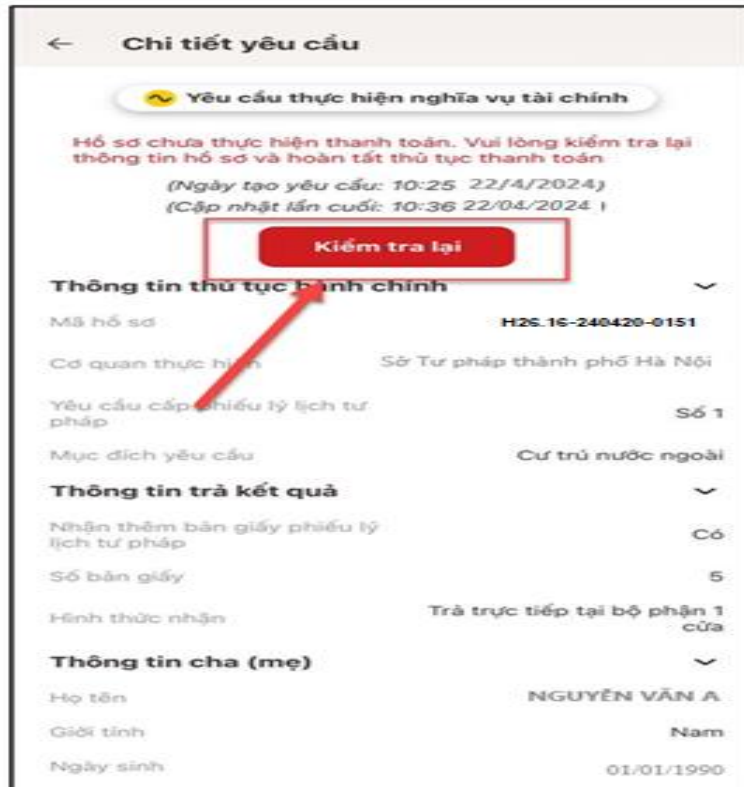 ← Chi tiết yêu cầu
Yêu cầu thực hiện nghĩa vụ tài chính
Hồ sơ chưa thực hiện thanh toán. Vui lòng kiểm tra lại
thông tin hồ sơ và hoàn tất thủ tục thanh toán
(Ngày tạo yêu cầu: 10:25 22/4/2024)
(Cập nhật lần cuối: 10:36 22/04/2024 )
Kiểm tra lại
Thông tin thủ tục hành chính
Mã hồ sơ H26.16-240420-0151
Cơ quan thực hiện Sở Tư pháp thành phố Hà Nội
Yêu cầu cấp phiếu lý lịch tư
pháp Số 1
Mục đích yêu cầu Cư trú nước ngoài
Thông tin trả kết quả
Nhận thêm bản giấy phiếu lý
lịch tư pháp Có
Số bản giấy 5
Hình thức nhận Trả trực tiếp tại bộ phận 1
cửa
Thông tin cha (mẹ)
Họ tên NGUYỄN VĂN A
Giới tính Nam
Ngày sinh 01/01/1990